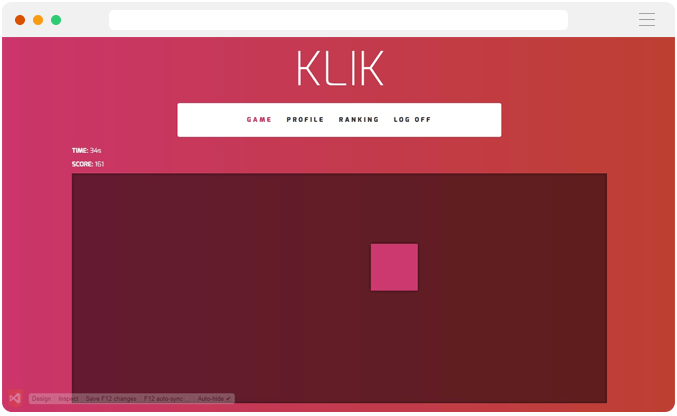 KLIK
GAME PROFILE RANKING LOG OFF
TIME: 34s
SCORE: 161
Design Inspect Save F12 changes F12 auto-sync ... Auto-hide ✔